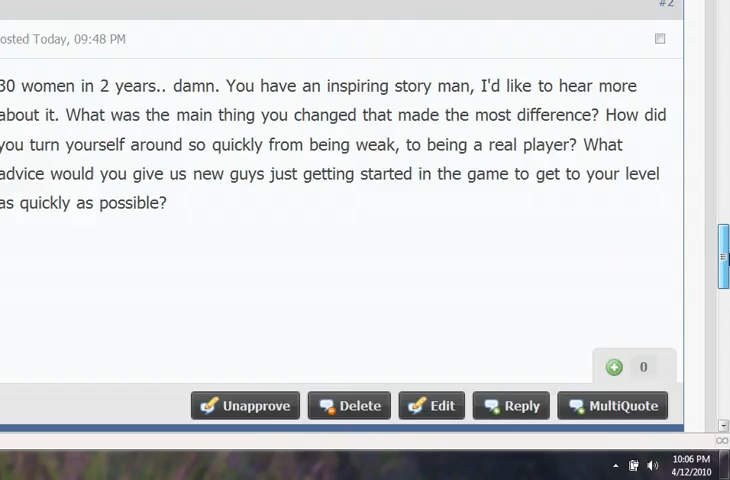 #2
osted Today, 09:48 PM
30 women in 2 years.. damn. You have an inspiring story man, I'd like to hear more
about it. What was the main thing you changed that made the most difference? How did
you turn yourself around so quickly from being weak, to being a real player? What
advice would you give us new guys just getting started in the game to get to your level
as quickly as possible?
0
Unapprove Delete Edit Reply MultiQuote
10:06 PM
4/12/2010